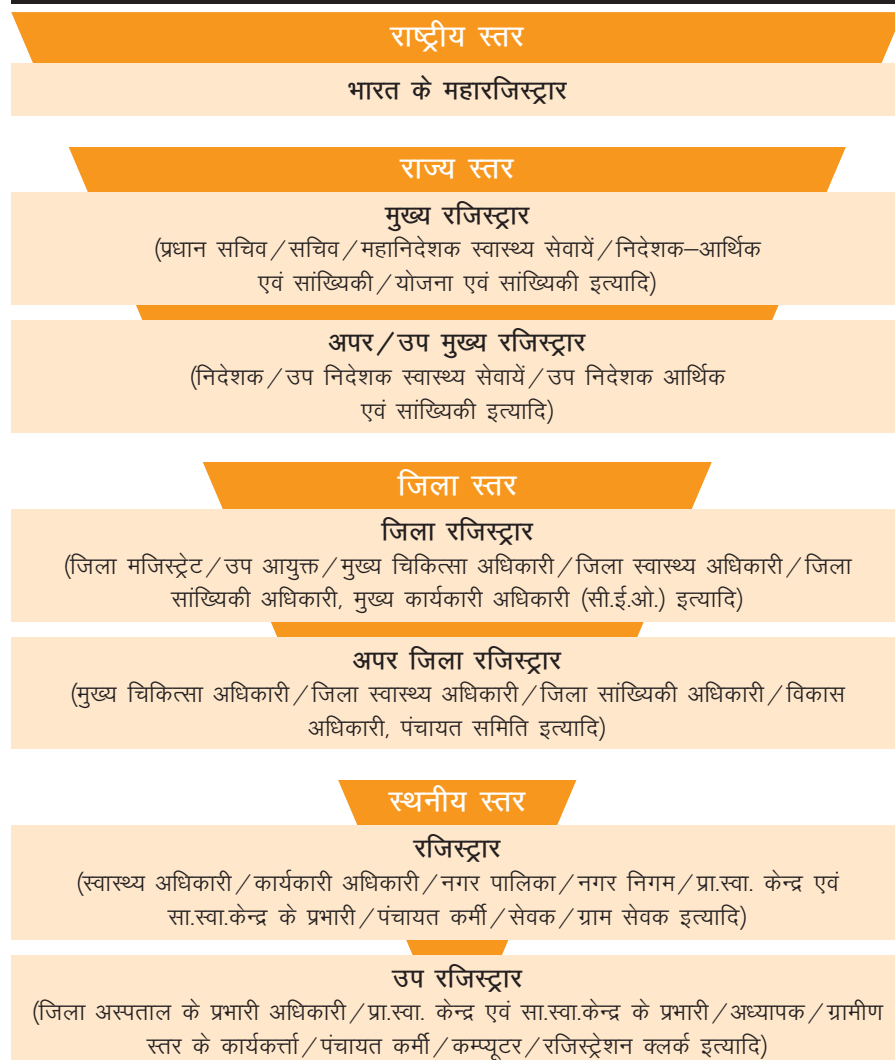 राष्ट्रीय स्तर
भारत के महारजिस्ट्रार
राज्य स्तर
मुख्य रजिस्ट्रार
(प्रधान सचिव/सचिव/महानिदेशक स्वास्थ्य सेवायें/निदेशक–आर्थिक
एवं सांख्यिकी/योजना एवं सांख्यिकी इत्यादि)
अपर/उप मुख्य रजिस्ट्रार
(निदेशक/उप निदेशक स्वास्थ्य सेवायें/उप निदेशक आर्थिक
एवं सांख्यिकी इत्यादि)
जिला स्तर
जिला रजिस्ट्रार
(जिला मजिस्ट्रेट/उप आयुक्त/मुख्य चिकित्सा अधिकारी/जिला स्वास्थ्य अधिकारी/जिला
सांख्यिकी अधिकारी, मुख्य कार्यकारी अधिकारी (सी.ई.ओ.) इत्यादि)
अपर जिला रजिस्ट्रार
(मुख्य चिकित्सा अधिकारी/जिला स्वास्थ्य अधिकारी/जिला सांख्यिकी अधिकारी/विकास
अधिकारी, पंचायत समिति इत्यादि)
स्थनीय स्तर
रजिस्ट्रार
(स्वास्थ्य अधिकारी/कार्यकारी अधिकारी/नगर पालिका/नगर निगम/प्रा.स्वा. केन्द्र एवं
सा.स्वा.केन्द्र के प्रभारी/पंचायत कर्मी/सेवक/ग्राम सेवक इत्यादि)
उप रजिस्ट्रार
(जिला अस्पताल के प्रभारी अधिकारी/प्रा.स्वा. केन्द्र एवं सा.स्वा.केन्द्र के प्रभारी/अध्यापक/ग्रामीण
स्तर के कार्यकर्त्ता/पंचायत कर्मी/कम्प्यूटर/रजिस्ट्रेशन क्लर्क इत्यादि)